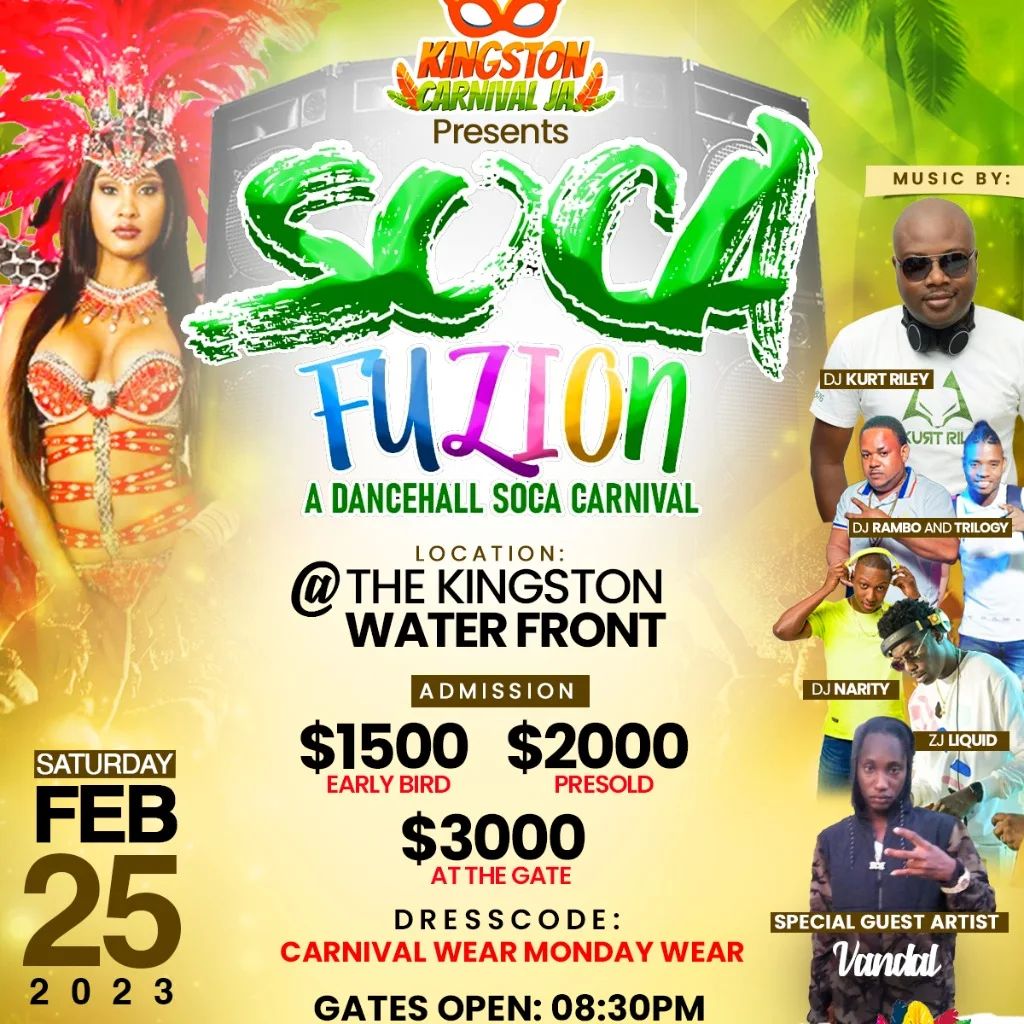 KINGSTON
CARNIVAL JA.
Presents
SOCA
FUZION
A DANCEHALL SOCA CARNIVAL
LOCATION:
@ THE KINGSTON
WATER FRONT
ADMISSION
$1500 $2000
EARLY BIRD PRESOLD
$3000
AT THE GATE
DRESSCODE:
CARNIVAL WEAR MONDAY WEAR
GATES OPEN: 08:30PM
SATURDAY
FEB
25
2023
MUSIC BY:
DJ KURT RILEY
DJ RAMBO AND TRILOGY
DJ NARITY
ZJ LIQUID
SPECIAL GUEST ARTIST
Vandal